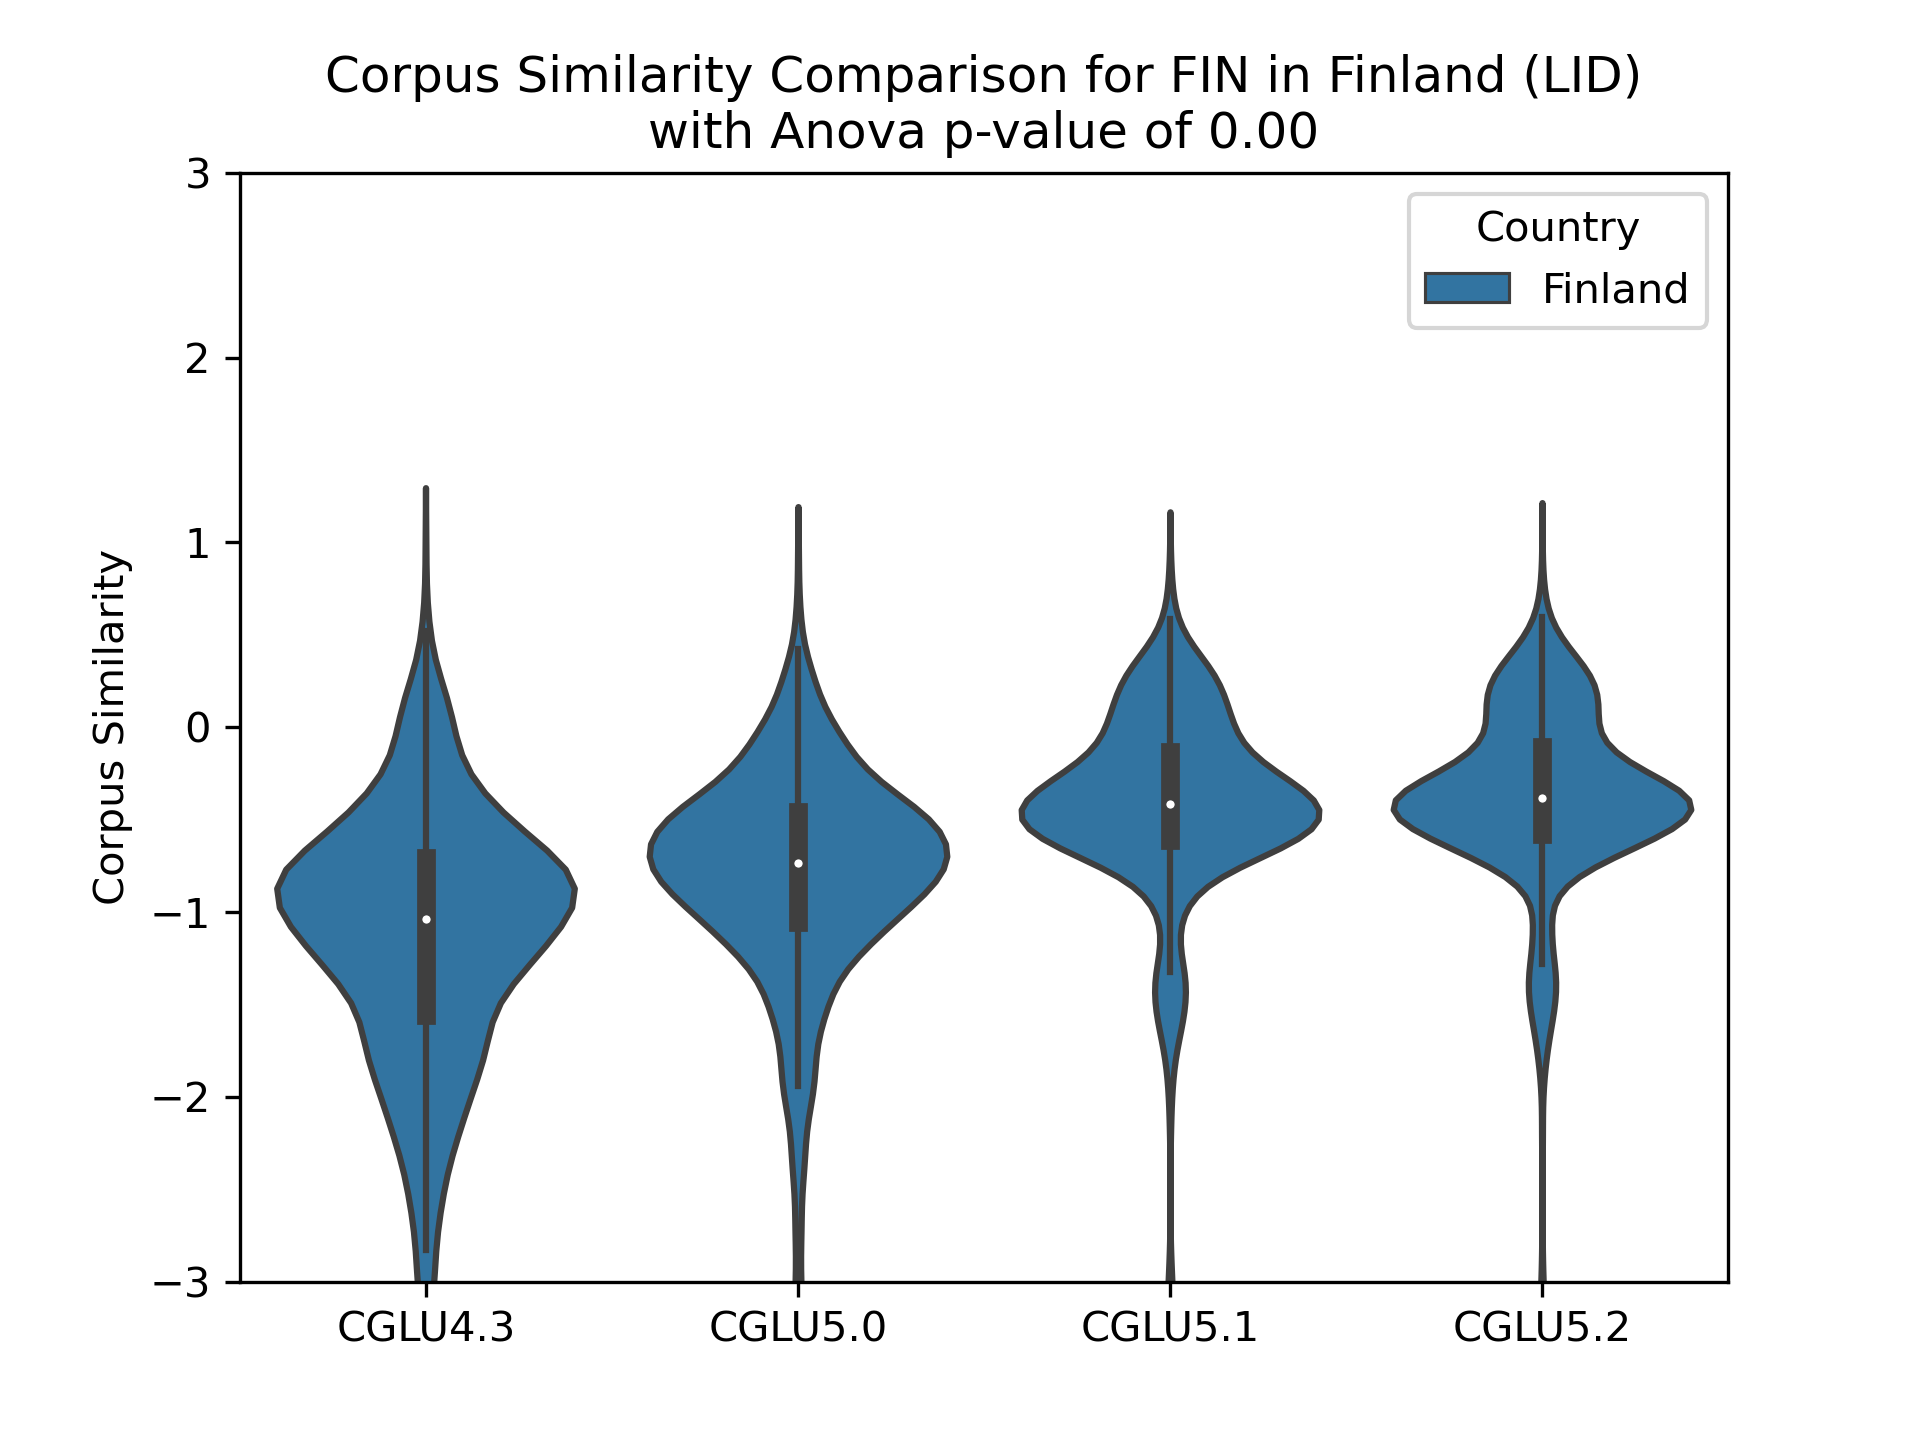 Corpus Similarity Comparison for FIN in Finland (LID)
with Anova p-value of 0.00
Country
Finland
Corpus Similarity
3
2
1
0
−1
−2
−3
CGLU4.3
CGLU5.0
CGLU5.1
CGLU5.2